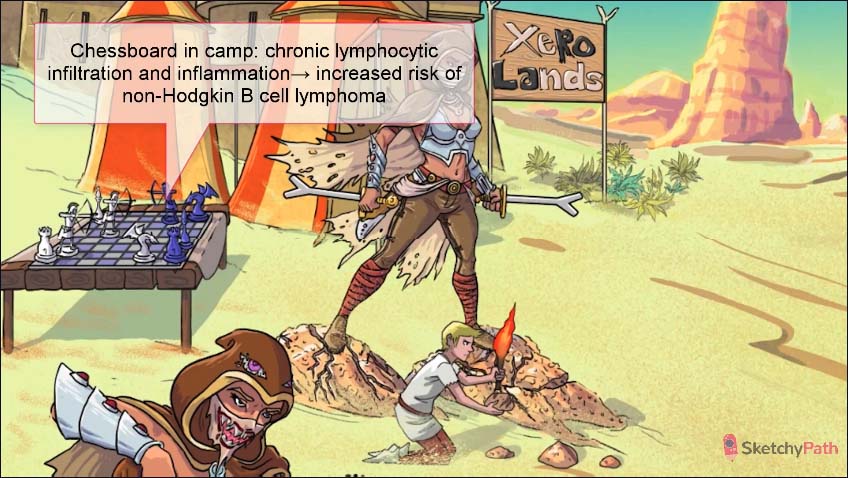 Chessboard in camp: chronic lymphocytic
infiltration and inflammation→ increased risk of
non-Hodgkin B cell lymphoma
Xero
Lands
SketchyPath